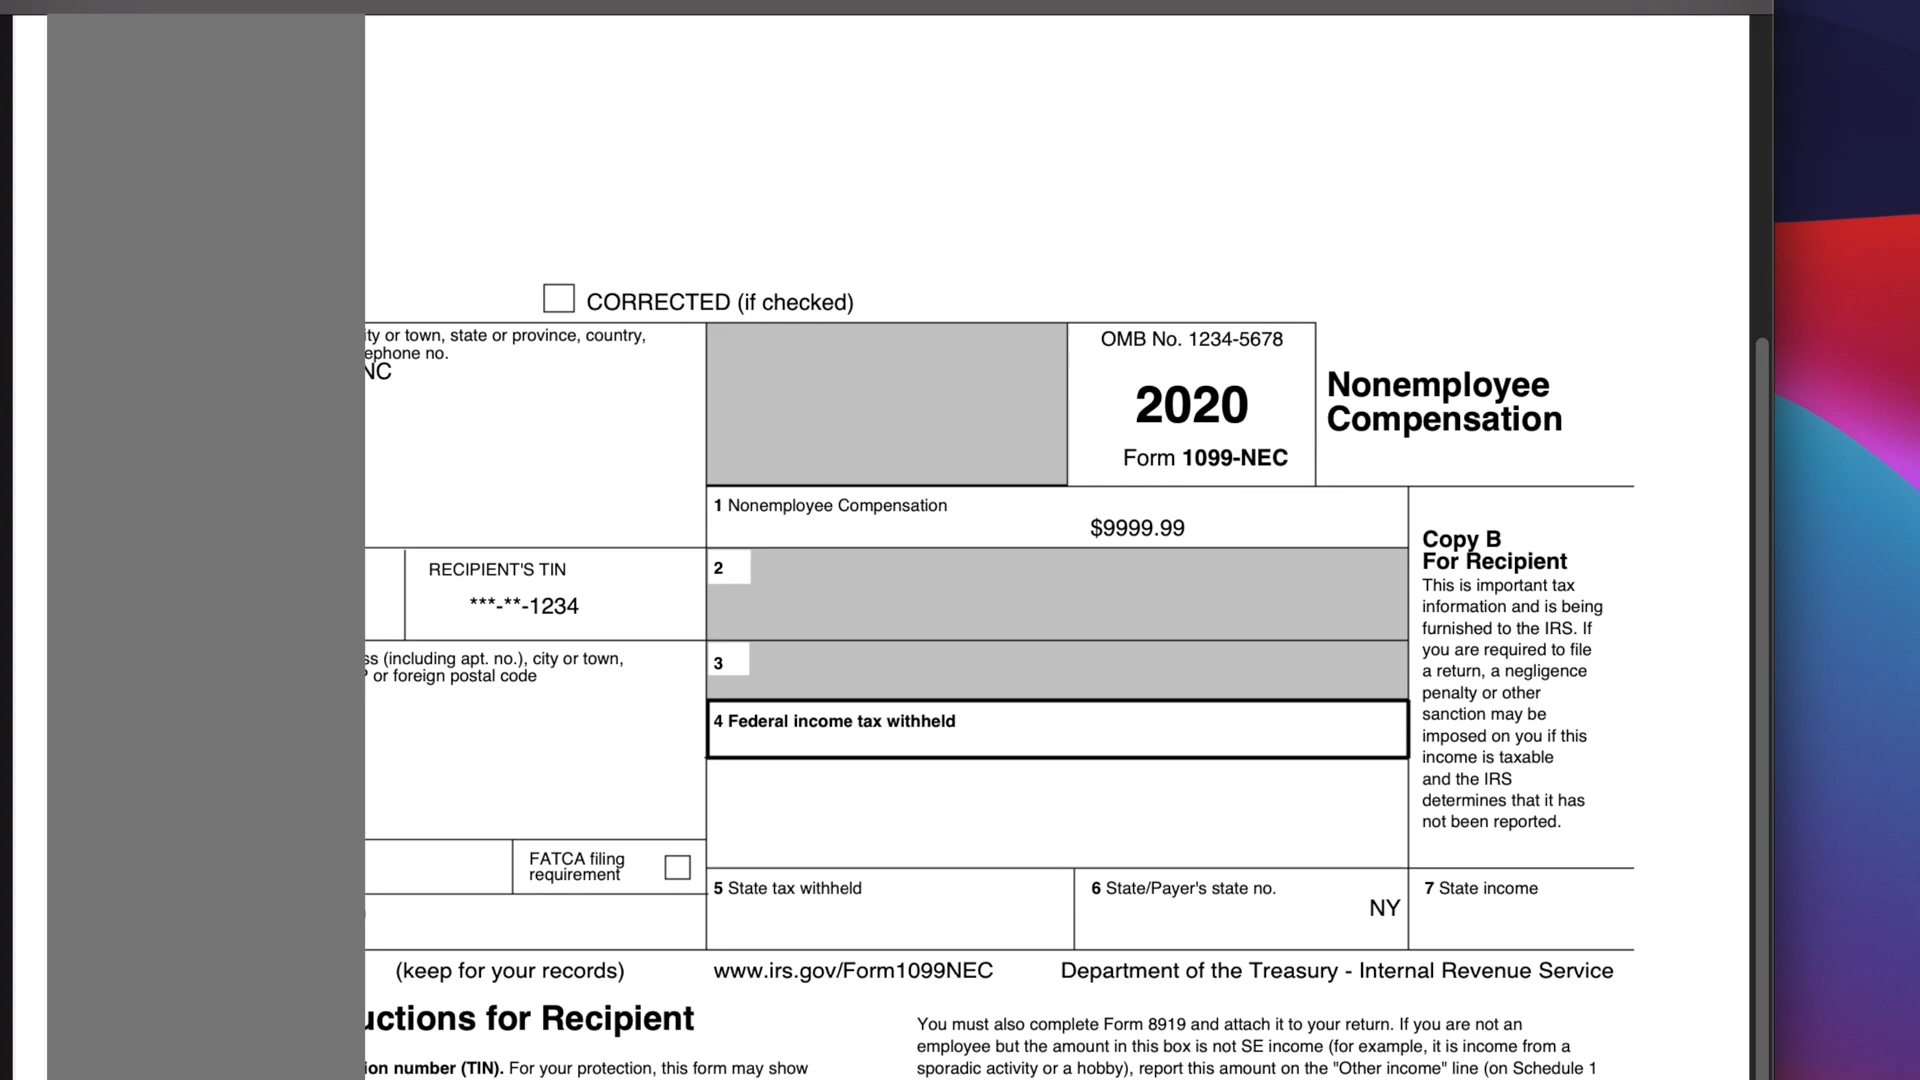 CORRECTED (if checked)
ity or town, state or province, country,
ephone no.
NC
OMB No. 1234-5678
2020
Form 1099-NEC
Nonemployee
Compensation
1 Nonemployee Compensation
$9999.99
RECIPIENT'S TIN
***-**-1234
2
3
ss (including apt. no.), city or town,
or foreign postal code
4 Federal income tax withheld
Copy B
For Recipient
This is important tax
information and is being
furnished to the IRS. If
you are required to file
a return, a negligence
penalty or other
sanction may be
imposed on you if this
income is taxable
and the IRS
determines that it has
not been reported.
FATCA filing
requirement
5 State tax withheld
6 State/Payer's state no.
NY
7 State income
(keep for your records)
www.irs.gov/Form1099NEC
Department of the Treasury - Internal Revenue Service
uctions for Recipient
ion number (TIN). For your protection, this form may show
You must also complete Form 8919 and attach it to your return. If you are not an
employee but the amount in this box is not SE income (for example, it is income from a
sporadic activity or a hobby), report this amount on the "Other income" line (on Schedule 1